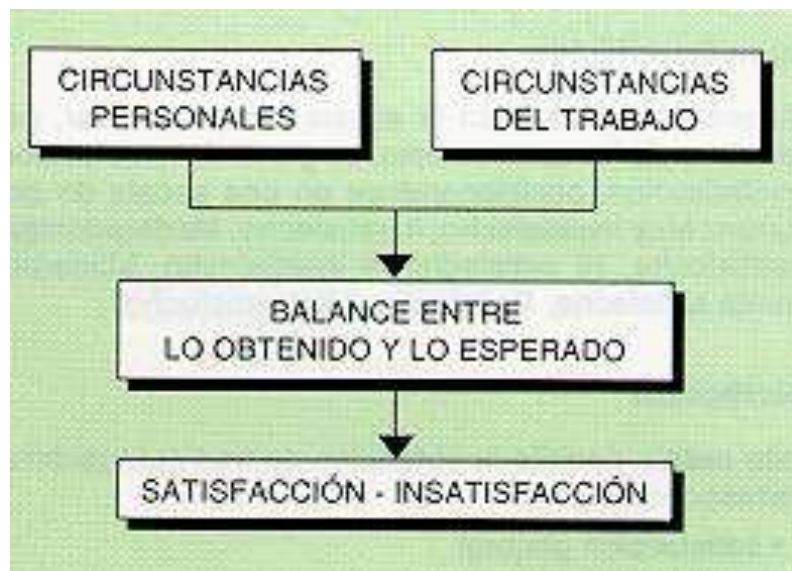 CIRCUNSTANCIAS
PERSONALES
CIRCUNSTANCIAS
DEL TRABAJO
BALANCE ENTRE
LO OBTENIDO Y LO ESPERADO
SATISFACCIÓN - INSATISFACCIÓN